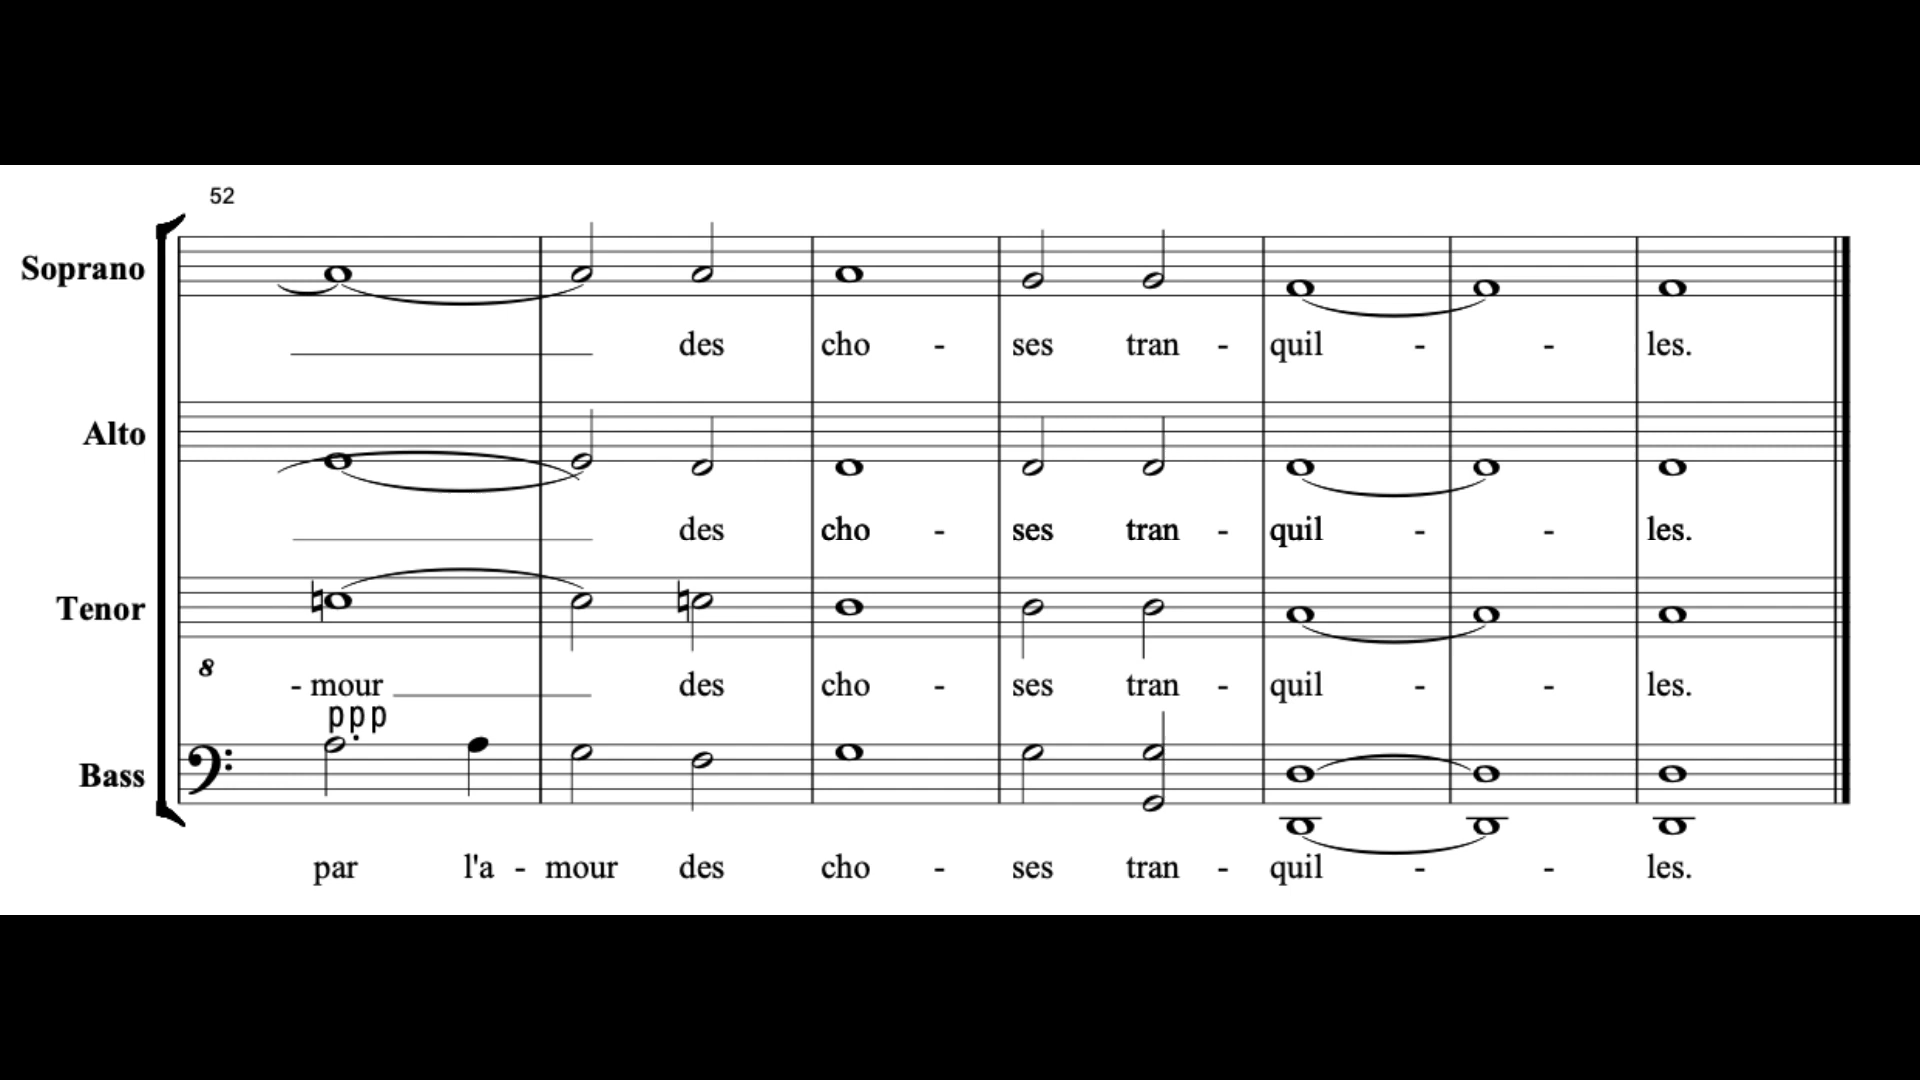 52
Soprano
des cho - ses tran - quil - - les.
Alto
des cho - ses tran - quil - - les.
Tenor
8
- mour des cho - ses tran - quil - - les.
ppp
Bass
par l'a - mour des cho - ses tran - quil - - les.